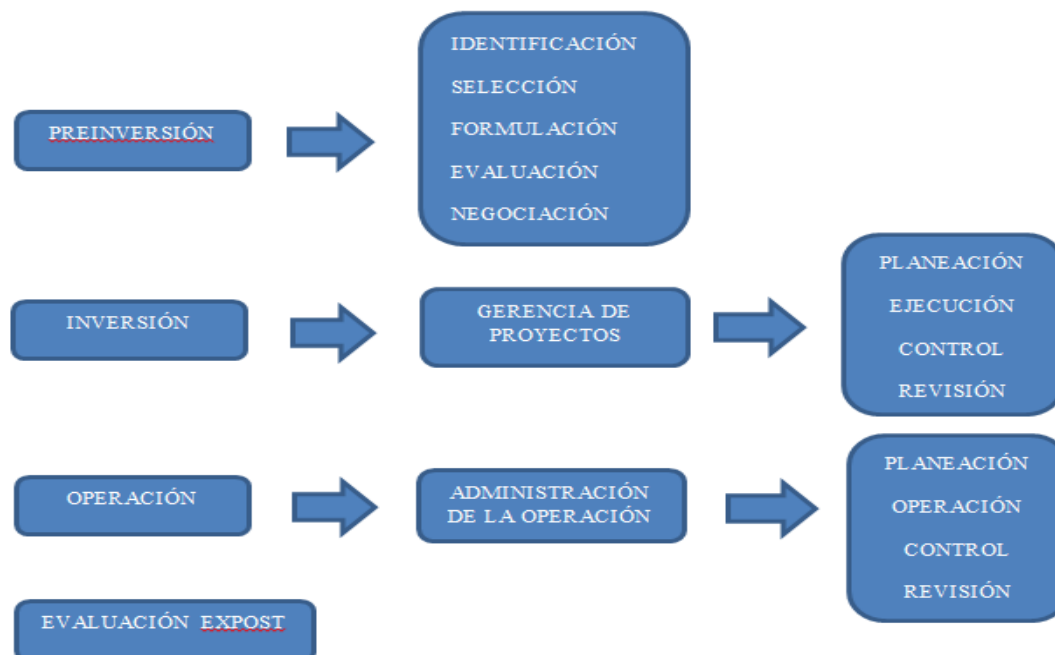 PREINVERSIÓN
IDENTIFICACIÓN
SELECCIÓN
FORMULACIÓN
EVALUACIÓN
NEGOCIACIÓN
INVERSIÓN
GERENCIA DE
PROYECTOS
PLANEACIÓN
EJECUCIÓN
CONTROL
REVISIÓN
OPERACIÓN
ADMINISTRACIÓN
DE LA OPERACIÓN
PLANEACIÓN
OPERACIÓN
CONTROL
REVISIÓN
EVALUACIÓN EXPOST